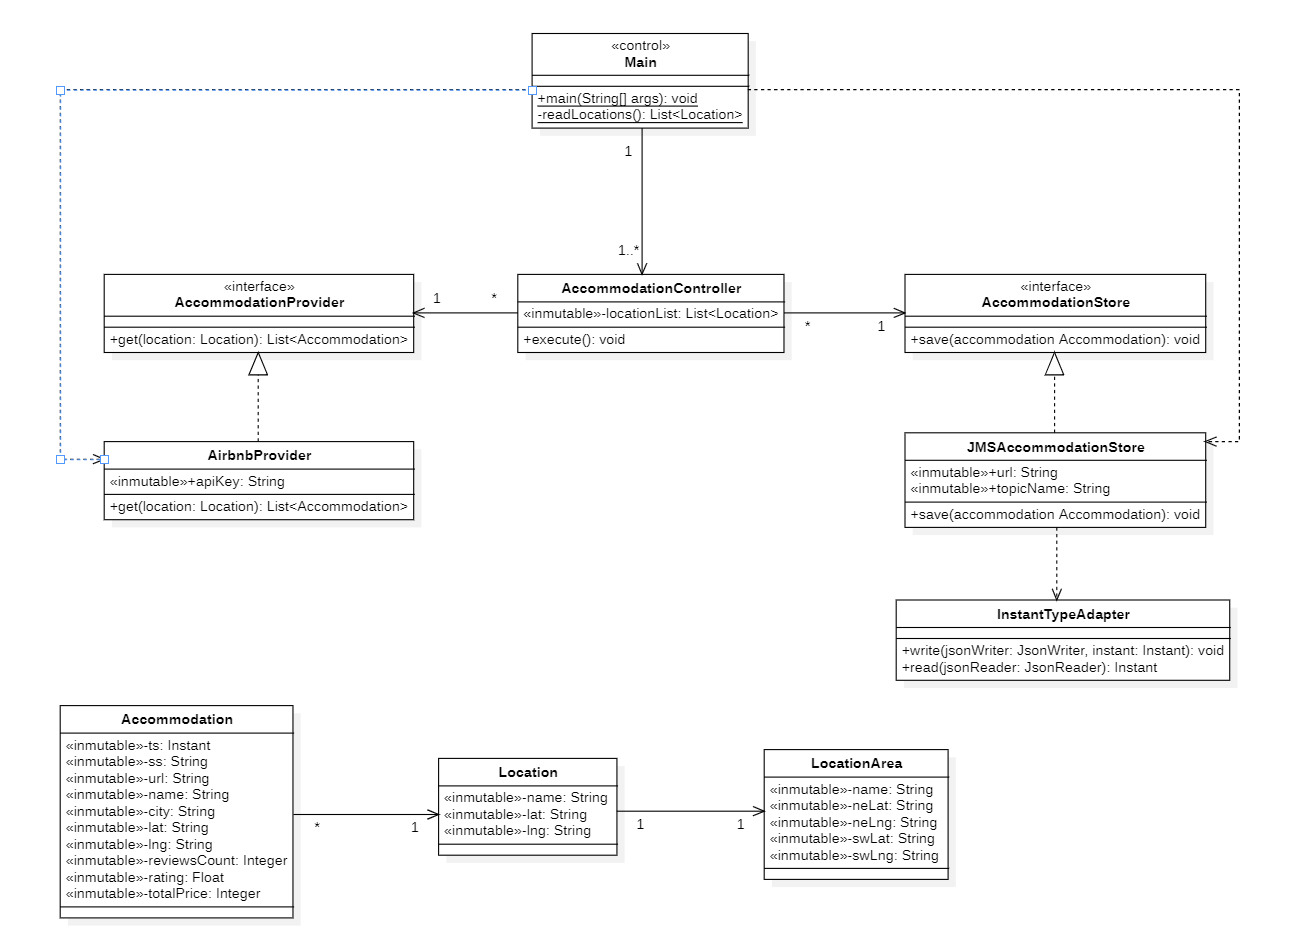 «control»
Main
+main(String[] args): void
-readLocations(): List<Location>
1
1..*
«interface»
AccommodationProvider
+get(location: Location): List<Accommodation>
1
*
AccommodationController
«inmutable»-locationList: List<Location>
+execute(): void
*
1
«interface»
AccommodationStore
+save(accommodation Accommodation): void
AirbnbProvider
«inmutable»+apiKey: String
+get(location: Location): List<Accommodation>
JMSAccommodationStore
«inmutable»+url: String
«inmutable»+topicName: String
+save(accommodation Accommodation): void
InstantTypeAdapter
+write(jsonWriter: JsonWriter, instant: Instant): void
+read(jsonReader: JsonReader): Instant
Accommodation
«inmutable»-ts: Instant
«inmutable»-ss: String
«inmutable»-url: String
«inmutable»-name: String
«inmutable»-city: String
«inmutable»-lat: String
«inmutable»-lng: String
«inmutable»-reviewsCount: Integer
«inmutable»-rating: Float
«inmutable»-totalPrice: Integer
*
1
Location
«inmutable»-name: String
«inmutable»-lat: String
«inmutable»-lng: String
1
1
LocationArea
«inmutable»-name: String
«inmutable»-neLat: String
«inmutable»-neLng: String
«inmutable»-swLat: String
«inmutable»-swLng: String